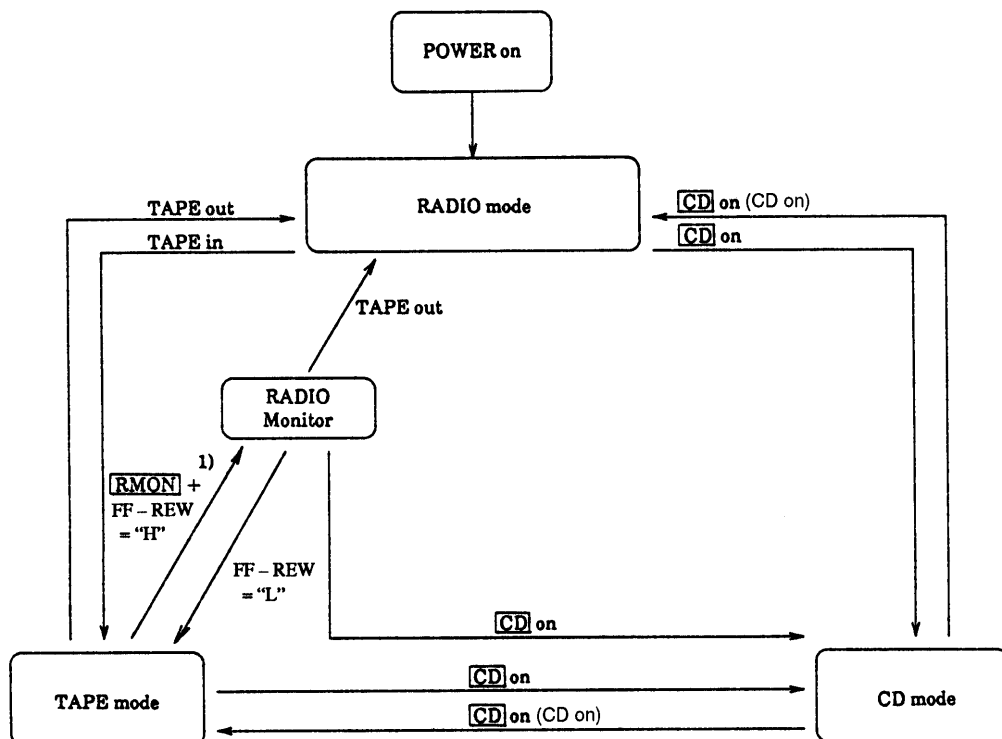 POWER on
RADIO mode
TAPE out
TAPE in
CD on (CD on)
CD on
TAPE out
RADIO
Monitor
1)
RMON +
FF – REW
= “H”
FF – REW
= “L”
CD on
TAPE mode
CD on
CD on (CD on)
CD mode